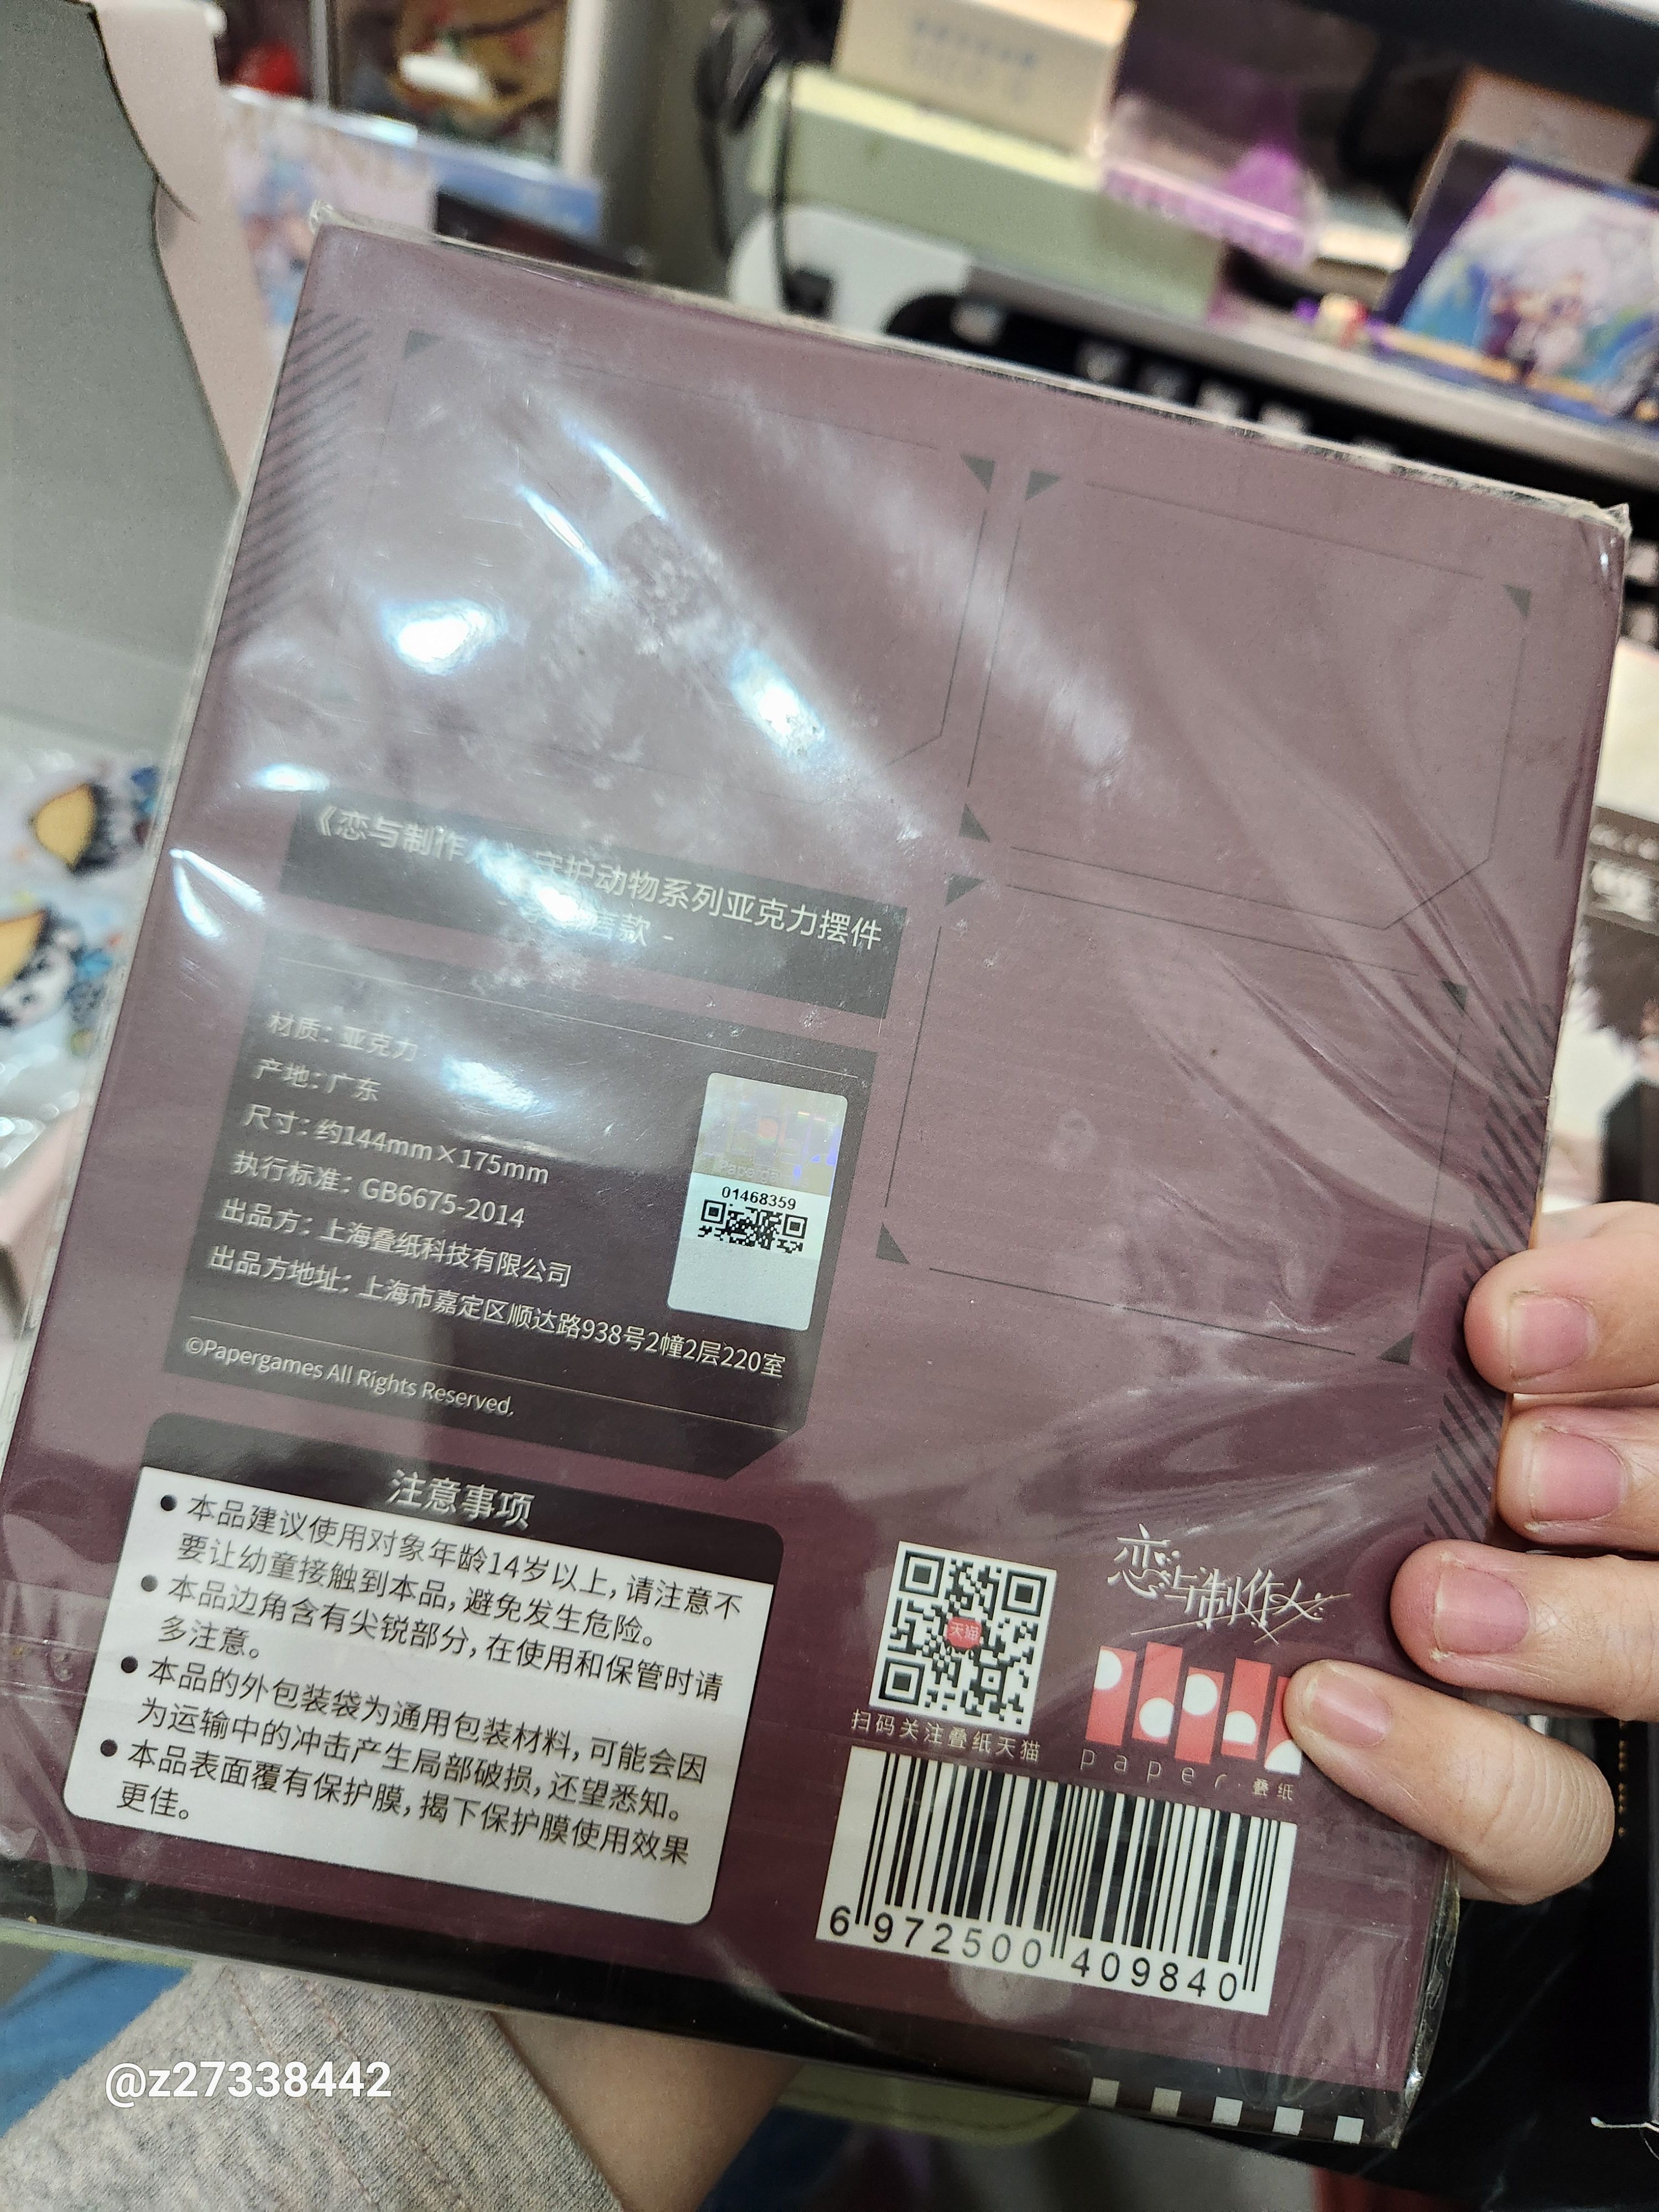 《恋与制作人》守护动物系列亚克力摆件
言款 -
材质：亚克力
产地：广东
尺寸：约144mm×175mm
执行标准：GB6675-2014
出品方：上海叠纸科技有限公司
出品方地址：上海市嘉定区顺达路938号2幢2层220室
©Papergames All Rights Reserved.
01468359
注意事项
●本品建议使用对象年龄14岁以上，请注意不
要让幼童接触到本品，避免发生危险。
●本品边角含有尖锐部分，在使用和保管时请
多注意。
●本品的外包装袋为通用包装材料，可能会因
为运输中的冲击产生局部破损，还望悉知。
●本品表面覆有保护膜，揭下保护膜使用效果
更佳。
天猫
扫码关注叠纸天猫
恋与制作人
paper·叠纸
6 972500 409840
@z27338442